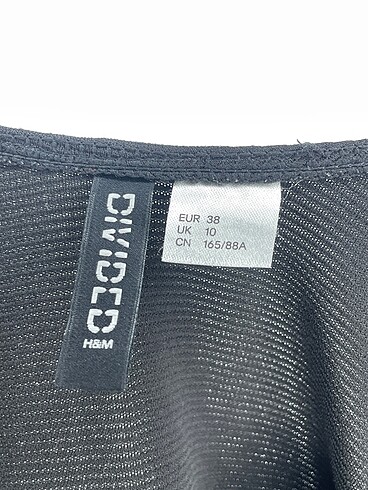 DIVIDED
H&M
EUR 38
UK 10
CN 165/88A